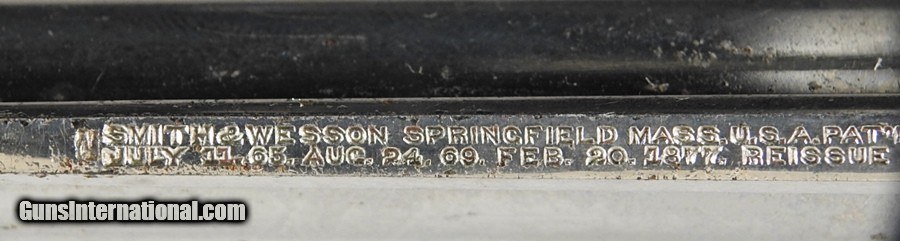 SMITH & WESSON SPRINGFIELD MASS. U.S.A. PAT'
JULY 11. 65. AUG. 24. 69. FEB. 20. 1877. REISSUE
GunsInternational.com